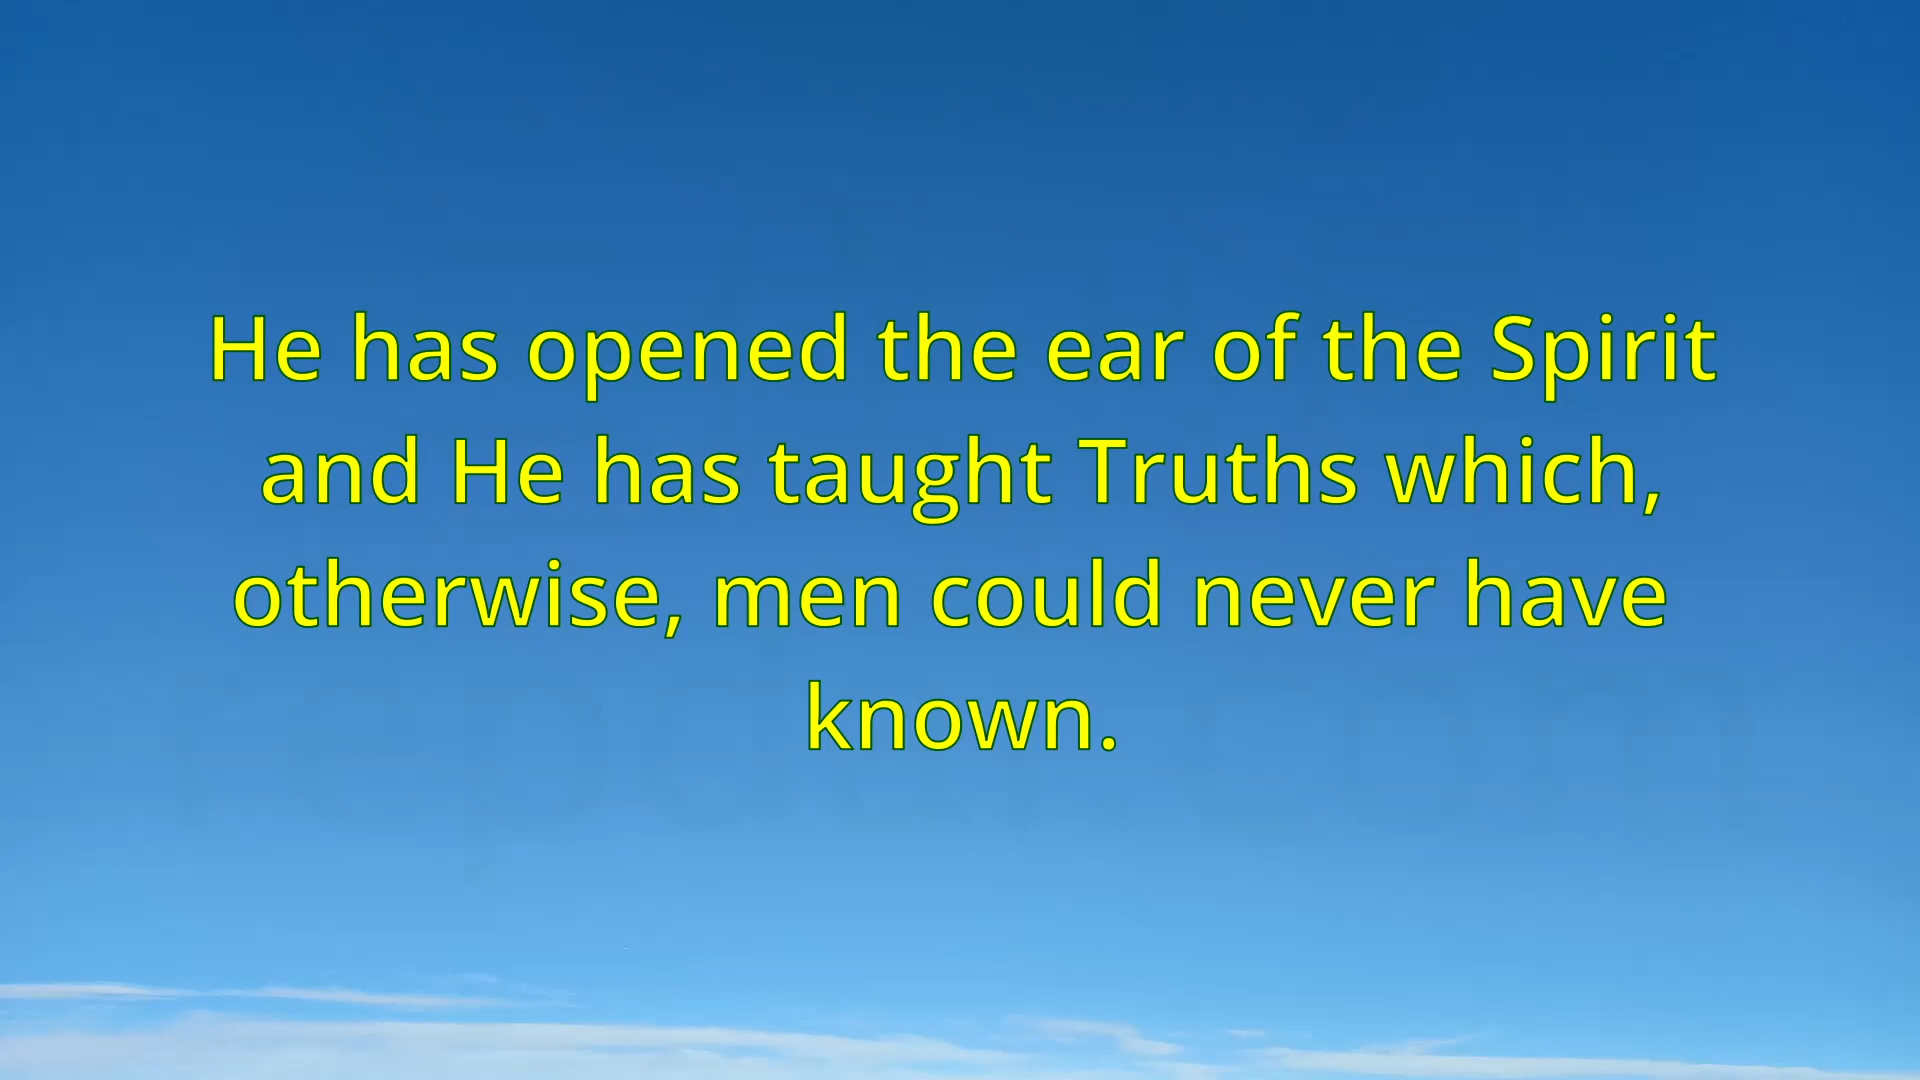 He has opened the ear of the Spirit
and He has taught Truths which,
otherwise, men could never have
known.